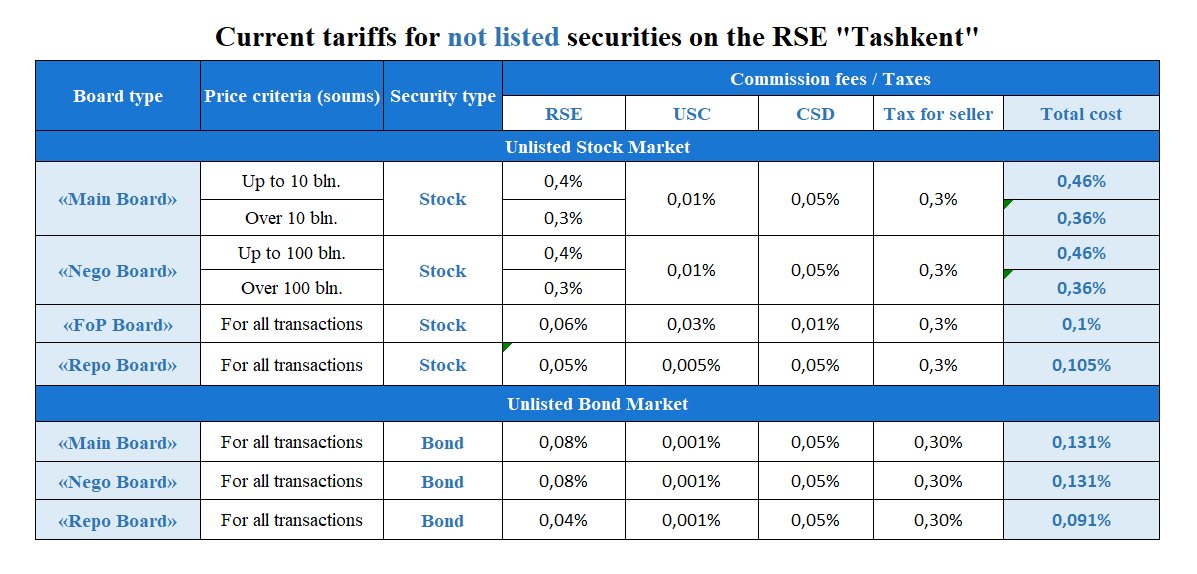 Current tariffs for not listed securities on the RSE "Tashkent"
Board type Price criteria (soums) Security type Commission fees / Taxes
RSE USC CSD Tax for seller Total cost
Unlisted Stock Market
«Main Board» Up to 10 bln. Stock 0,4% 0,01% 0,05% 0,3% 0,46%
Over 10 bln. 0,3% 0,36%
«Nego Board» Up to 100 bln. Stock 0,4% 0,01% 0,05% 0,3% 0,46%
Over 100 bln. 0,3% 0,36%
«FoP Board» For all transactions Stock 0,06% 0,03% 0,01% 0,3% 0,1%
«Repo Board» For all transactions Stock 0,05% 0,005% 0,05% 0,3% 0,105%
Unlisted Bond Market
«Main Board» For all transactions Bond 0,08% 0,001% 0,05% 0,30% 0,131%
«Nego Board» For all transactions Bond 0,08% 0,001% 0,05% 0,30% 0,131%
«Repo Board» For all transactions Bond 0,04% 0,001% 0,05% 0,30% 0,091%